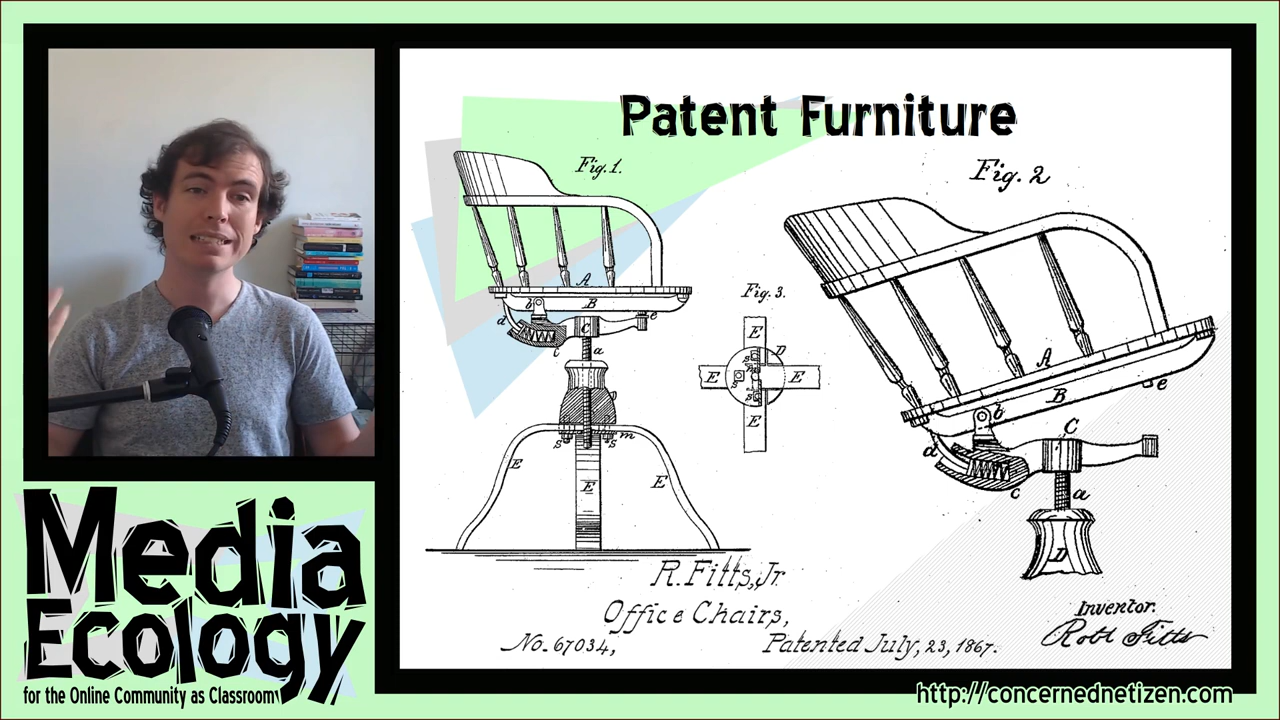 Patent Furniture
Fig. 1.
Fig. 2
Fig. 3.
A
b
B
e
d
C
c
a
m
s
s
E
E
E
E
D
E
E
s
s
E
A
B
b
e
C
d
c
a
D
R. Fitts, Jr
Office Chairs,
No. 67034,
Patented July, 23, 1867.
Inventor.
Robt Fitts
Media
Ecology
for the Online Community as Classroom
http://concernednetizen.com